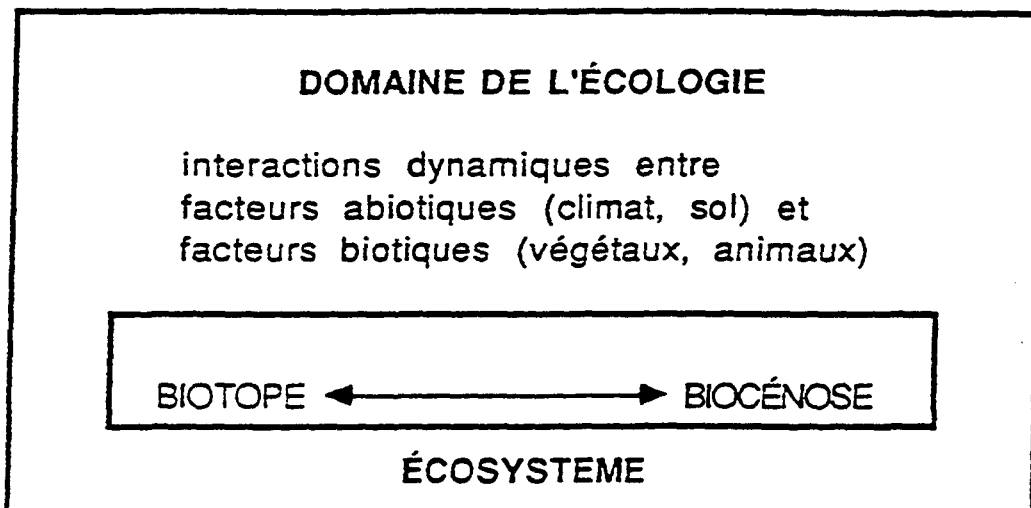 DOMAINE DE L'ÉCOLOGIE
interactions dynamiques entre
facteurs abiotiques (climat, sol) et
facteurs biotiques (végétaux, animaux)
BIOTOPE BIOCÉNOSE
ÉCOSYSTEME